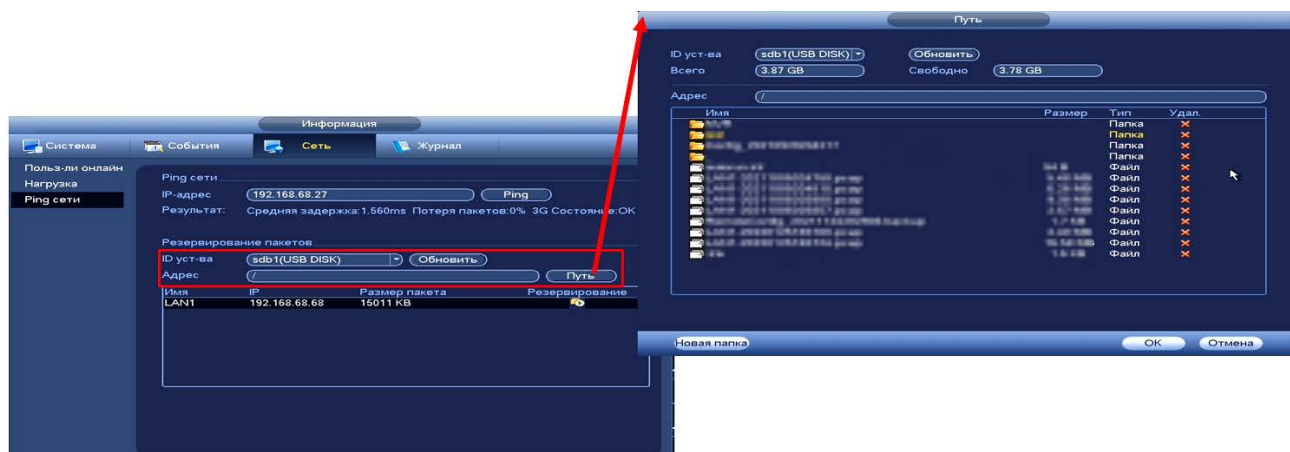 Информация
Система События Сеть Журнал
Польз-ли онлайн
Нагрузка
Ping сети
Ping сети
IP-адрес 192.168.68.27 Ping
Результат: Средняя задержка:1.560ms Потеря пакетов:0% 3G Состояние:OK
Резервирование пакетов
ID уст-ва sdb1(USB DISK) Обновить
Адрес / Путь
Имя IP Размер пакета Резервирование
LAN1 192.168.68.68 15011 KB
Путь
ID уст-ва sdb1(USB DISK) Обновить
Всего 3.87 GB Свободно 3.78 GB
Адрес /
Имя Размер Тип Удал.
Папка
Папка
Папка
Папка
Файл
Файл
Файл
Файл
Файл
Файл
Файл
Файл
Файл
Новая папка OK Отмена